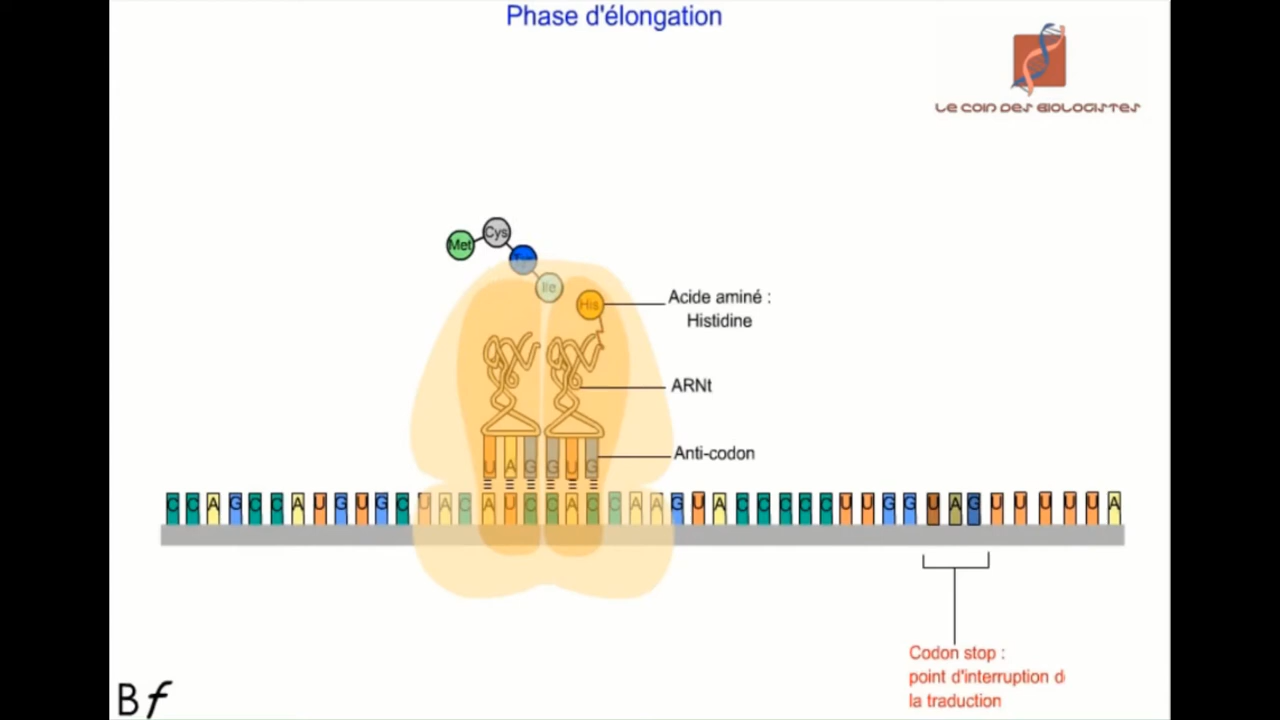 Phase d'élongation
LE COIN DES BIOLOGISTES
Met
Cys
Tyr
Ile
His
Acide aminé :
Histidine
ARNt
Anti-codon
U A G G U G
C C A G C C A U G U G C U A C A U C C A C C A A G U A C C C C C U U G G U A G U U U U U A
Codon stop :
point d'interruption d
la traduction
Bf